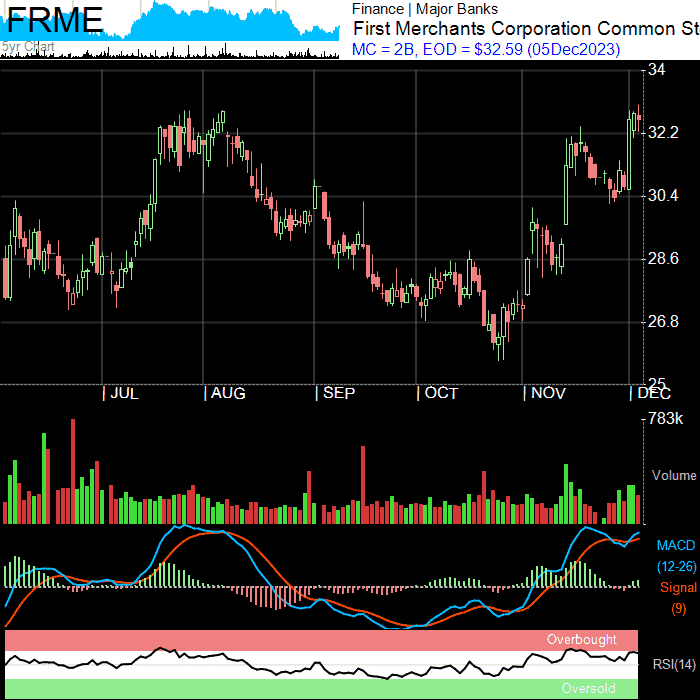 FRME
5yr Chart
Finance | Major Banks
First Merchants Corporation Common St
MC = 2B, EOD = $32.59 (05Dec2023)
34
32.2
30.4
28.6
26.8
25
JUL
AUG
SEP
OCT
NOV
DEC
783k
Volume
MACD
(12-26)
Signal
(9)
Overbought
RSI(14)
Oversold